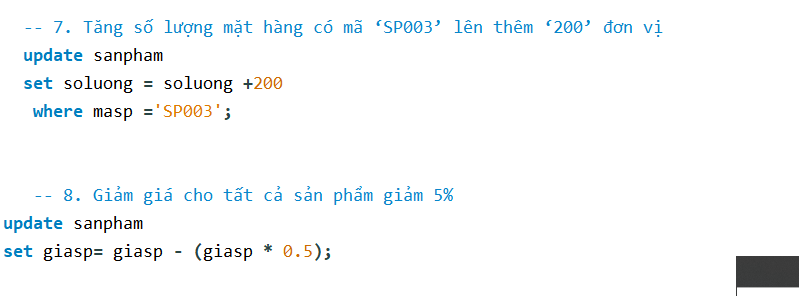 -- 7. Tăng số lượng mặt hàng có mã ‘SP003’ lên thêm ‘200’ đơn vị
update sanpham
set soluong = soluong +200
where masp ='SP003';
-- 8. Giảm giá cho tất cả sản phẩm giảm 5%
update sanpham
set giasp= giasp - (giasp * 0.5);